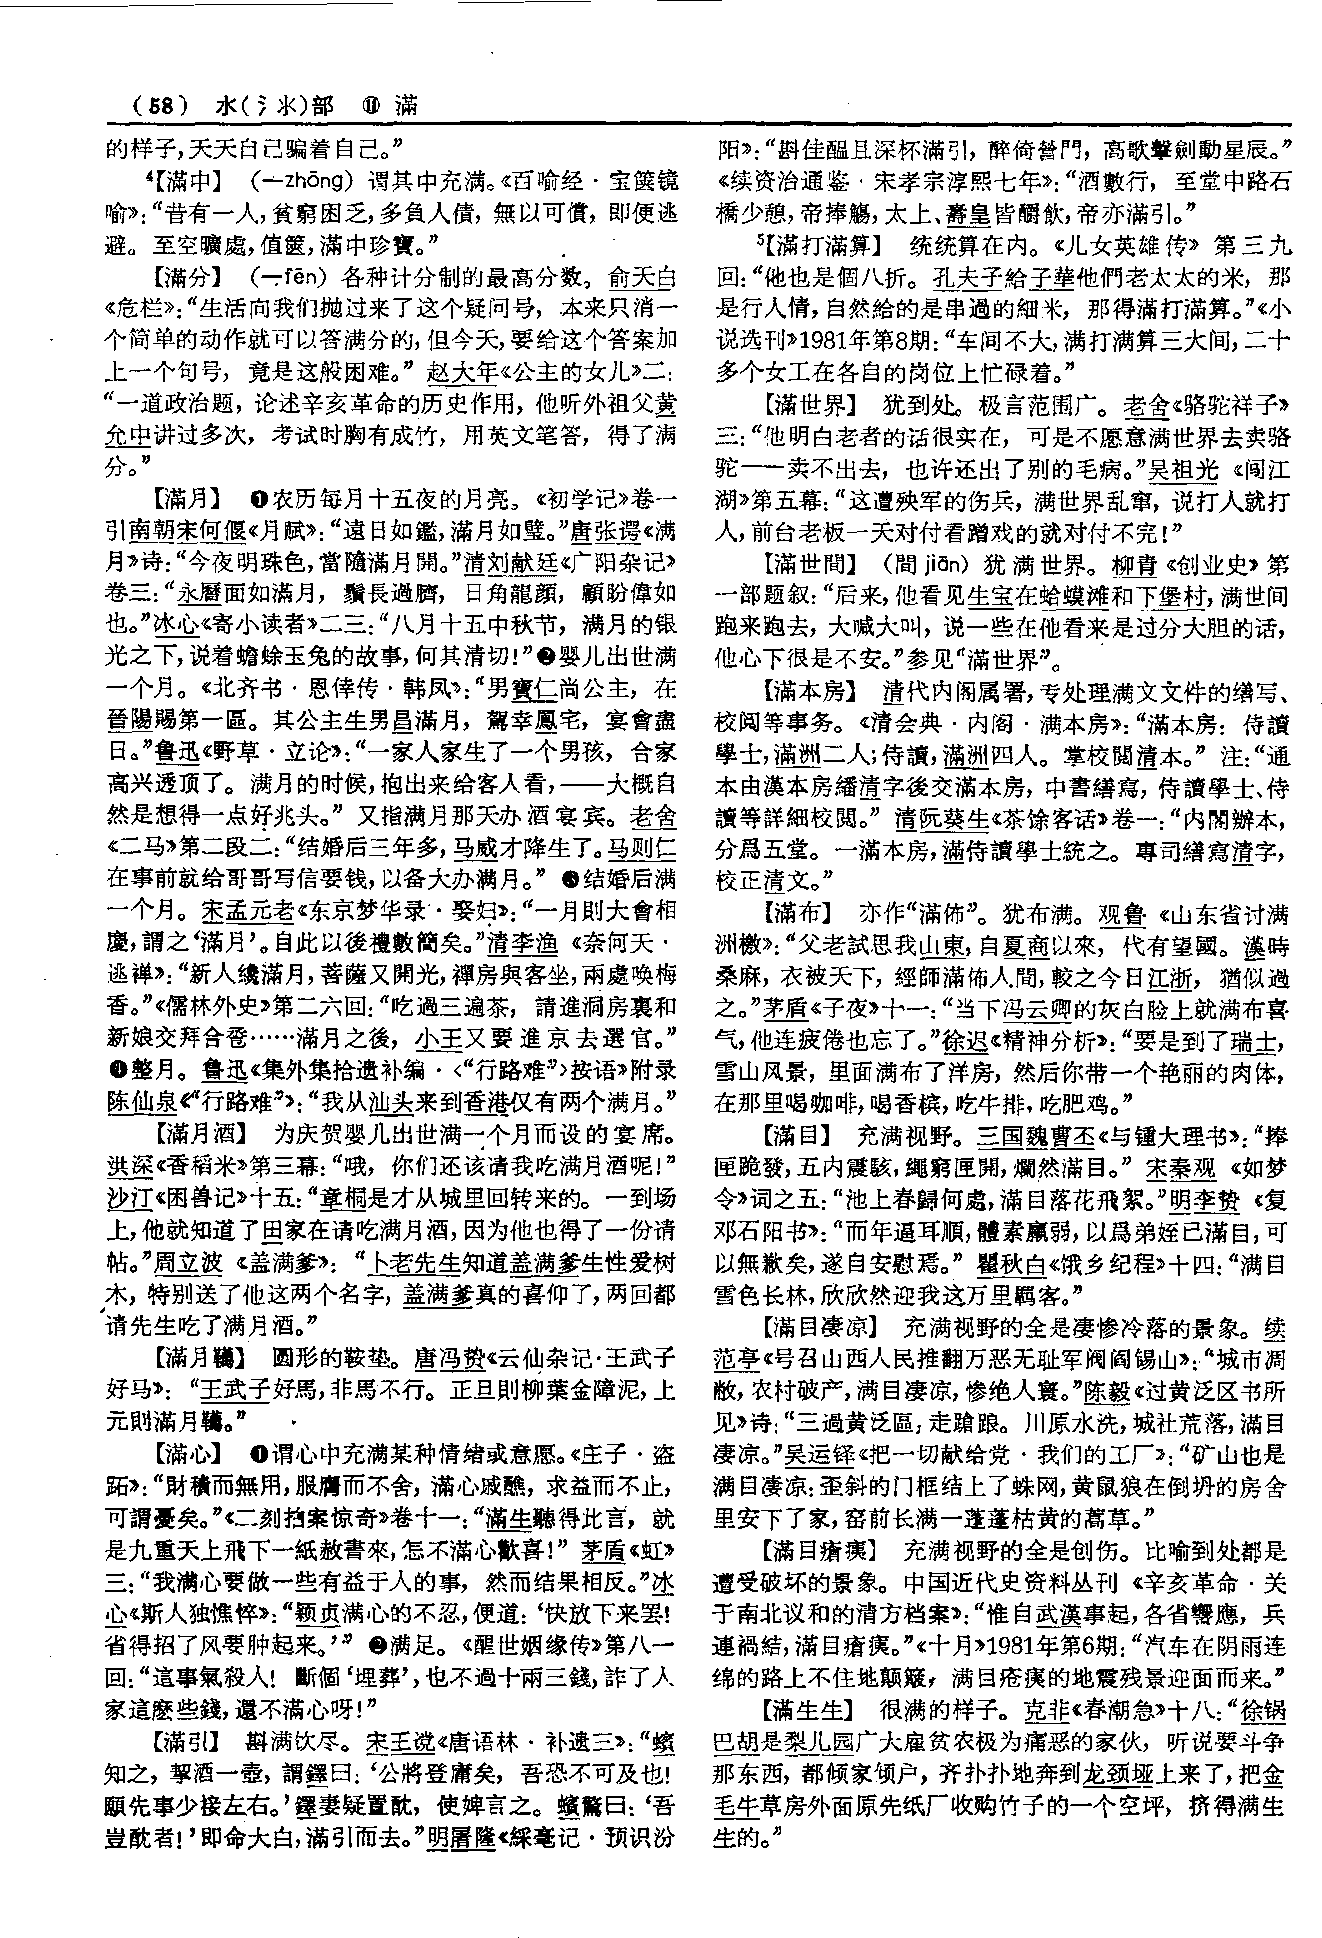 (58) 水(氵氺)部 ⑪ 滿
的样子,天天自己骗着自己。”
⁴【滿中】 (—zhōng) 谓其中充满。《百喻经·宝箧镜
喻》:“昔有一人,貧窮困乏,多負人債,無以可償,即便逃
避。至空曠處,值篋,滿中珍寶。”
【滿分】 (—fēn) 各种计分制的最高分数。俞天白
《危栏》:“生活向我们抛过来了这个疑问号,本来只消一
个简单的动作就可以答满分的,但今天,要给这个答案加
上一个句号,竟是这般困难。” 赵大年《公主的女儿》二:
“一道政治题,论述辛亥革命的历史作用,他听外祖父黄
允中讲过多次,考试时胸有成竹,用英文笔答,得了满
分。”
【滿月】 ❶农历每月十五夜的月亮。《初学记》卷一
引南朝宋何偃《月赋》:“遠日如鑑,滿月如璧。”唐张谔《满
月》诗:“今夜明珠色,當隨滿月開。”清刘献廷《广阳杂记》
卷三:“永曆面如滿月,鬚長過臍,日角龍顔,顧盼偉如
也。”冰心《寄小读者》二三:“八月十五中秋节,满月的银
光之下,说着蟾蜍玉兔的故事,何其清切!”❷婴儿出世满
一个月。《北齐书·恩倖传·韩凤》:“男寶仁尚公主,在
晉陽賜第一區。其公主生男昌滿月,駕幸鳳宅,宴會盡
日。”鲁迅《野草·立论》:“一家人家生了一个男孩,合家
高兴透顶了。满月的时候,抱出来给客人看,——大概自
然是想得一点好兆头。” 又指满月那天办酒宴宾。老舍
《二马》第二段二:“结婚后三年多,马威才降生了。马则仁
在事前就给哥哥写信要钱,以备大办满月。” ❸结婚后满
一个月。宋孟元老《东京梦华录·娶妇》:“一月則大會相
慶,謂之‘滿月’。自此以後禮數簡矣。”清李渔《奈何天·
逃禅》:“新人纔滿月,菩薩又開光,禪房與客坐,兩處唤梅
香。”《儒林外史》第二六回:“吃過三遍茶,請進洞房裏和
新娘交拜合卺……滿月之後,小王又要進京去選官。”
❹整月。鲁迅《集外集拾遗补编·〈“行路难”〉按语》附录
陈仙泉《“行路难”》:“我从汕头来到香港仅有两个满月。”
【滿月酒】 为庆贺婴儿出世满一个月而设的宴席。
洪深《香稻米》第三幕:“哦,你们还该请我吃满月酒呢!”
沙汀《困兽记》十五:“章桐是才从城里回转来的。一到场
上,他就知道了田家在请吃满月酒,因为他也得了一份请
帖。”周立波《盖满爹》:“卜老先生知道盖满爹生性爱树
木,特别送了他这两个名字,盖满爹真的喜仰了,两回都
请先生吃了满月酒。”
【滿月韉】 圆形的鞍垫。唐冯贽《云仙杂记·王武子
好马》:“王武子好馬,非馬不行。正旦則柳葉金障泥,上
元則滿月韉。”
【滿心】 ❶谓心中充满某种情绪或意愿。《庄子·盗
跖》:“財積而無用,服膺而不舍,滿心戚醮,求益而不止,
可謂憂矣。”《二刻拍案惊奇》卷十一:“滿生聽得此言,就
是九重天上飛下一紙赦書來,怎不滿心歡喜!” 茅盾《虹》
三:“我满心要做一些有益于人的事,然而结果相反。”冰
心《斯人独憔悴》:“颖贞满心的不忍,便道:‘快放下来罢!
省得招了风要肿起来。’” ❷满足。《醒世姻缘传》第八一
回:“這事氣殺人!斷個‘埋葬’,也不過十兩三錢,詐了人
家這麽些錢,還不滿心呀!”
【滿引】 斟满饮尽。宋王谠《唐语林·补遗三》:“蠙
知之,挈酒一壺,謂鐸曰:‘公將登庸矣,吾恐不可及也!
願先事少接左右。’鐸妻疑置酖,使婢言之。蠙驚曰:‘吾
豈酖者!’即命大白,滿引而去。”明屠隆《綵毫记·预识汾
阳》:“斟佳醖且深杯滿引,醉倚營門,高歌擊劍動星辰。”
《续资治通鉴·宋孝宗淳熙七年》:“酒數行,至堂中路石
橋少憩,帝捧觴,太上、壽皇皆釂飲,帝亦滿引。”
⁵【滿打滿算】 统统算在内。《儿女英雄传》第三九
回:“他也是個八折。孔夫子給子華他們老太太的米,那
是行人情,自然給的是串過的細米,那得滿打滿算。”《小
说选刊》1981年第8期:“车间不大,满打满算三大间,二十
多个女工在各自的岗位上忙碌着。”
【滿世界】 犹到处。极言范围广。老舍《骆驼祥子》
三:“他明白老者的话很实在,可是不愿意满世界去卖骆
驼——卖不出去,也许还出了别的毛病。”吴祖光《闯江
湖》第五幕:“这遭殃军的伤兵,满世界乱窜,说打人就打
人,前台老板一天对付看蹭戏的就对付不完!”
【滿世間】 (間jiān) 犹满世界。柳青《创业史》第
一部题叙:“后来,他看见生宝在蛤蟆滩和下堡村,满世间
跑来跑去,大喊大叫,说一些在他看来是过分大胆的话,
他心下很是不安。”参见“滿世界”。
【滿本房】 清代内阁属署,专处理满文文件的缮写、
校阅等事务。《清会典·内阁·满本房》:“滿本房:侍讀
學士,滿洲二人;侍讀,滿洲四人。掌校閲清本。” 注:“通
本由漢本房繙清字後交滿本房,中書繕寫,侍讀學士、侍
讀等詳細校閲。” 清阮葵生《茶馀客话》卷一:“内閣辦本,
分爲五堂。一滿本房,滿侍讀學士統之。專司繕寫清字,
校正清文。”
【滿布】 亦作“滿佈”。犹布满。观鲁《山东省讨满
洲檄》:“父老試思我山東,自夏商以來,代有望國。漢時
桑麻,衣被天下,經師滿佈人間,較之今日江浙,猶似過
之。”茅盾《子夜》十一:“当下冯云卿的灰白脸上就满布喜
气,他连疲倦也忘了。”徐迟《精神分析》:“要是到了瑞士,
雪山风景,里面满布了洋房,然后你带一个艳丽的肉体,
在那里喝咖啡,喝香槟,吃牛排,吃肥鸡。”
【滿目】 充满视野。三国魏曹丕《与锺大理书》:“捧
匣跪發,五内震駭,繩窮匣開,爛然滿目。” 宋秦观《如梦
令》词之五:“池上春歸何處,滿目落花飛絮。”明李贽《复
邓石阳书》:“而年逼耳順,體素羸弱,以爲弟姪已滿目,可
以無歉矣,遂自安慰焉。” 瞿秋白《饿乡纪程》十四:“满目
雪色长林,欣欣然迎我这万里羁客。”
【滿目凄凉】 充满视野的全是凄惨冷落的景象。续
范亭《号召山西人民推翻万恶无耻军阀阎锡山》:“城市凋
敝,农村破产,满目凄凉,惨绝人寰。”陈毅《过黄泛区书所
见》诗:“三過黄泛區,走踉踉。川原水洗,城社荒落,滿目
凄凉。”吴运铎《把一切献给党·我们的工厂》:“矿山也是
满目凄凉:歪斜的门框结上了蛛网,黄鼠狼在倒坍的房舍
里安下了家,窑前长满一蓬蓬枯黄的蒿草。”
【滿目瘡痍】 充满视野的全是创伤。比喻到处都是
遭受破坏的景象。中国近代史资料丛刊《辛亥革命·关
于南北议和的清方档案》:“惟自武漢事起,各省響應,兵
連禍結,滿目瘡痍。”《十月》1981年第6期:“汽车在阴雨连
绵的路上不住地颠簸,满目疮痍的地震残景迎面而来。”
【滿生生】 很满的样子。克非《春潮急》十八:“徐锅
巴胡是梨儿园广大雇贫农极为痛恶的家伙,听说要斗争
那东西,都倾家倾户,齐扑扑地奔到龙颈垭上来了,把金
毛牛草房外面原先纸厂收购竹子的一个空坪,挤得满生
生的。”